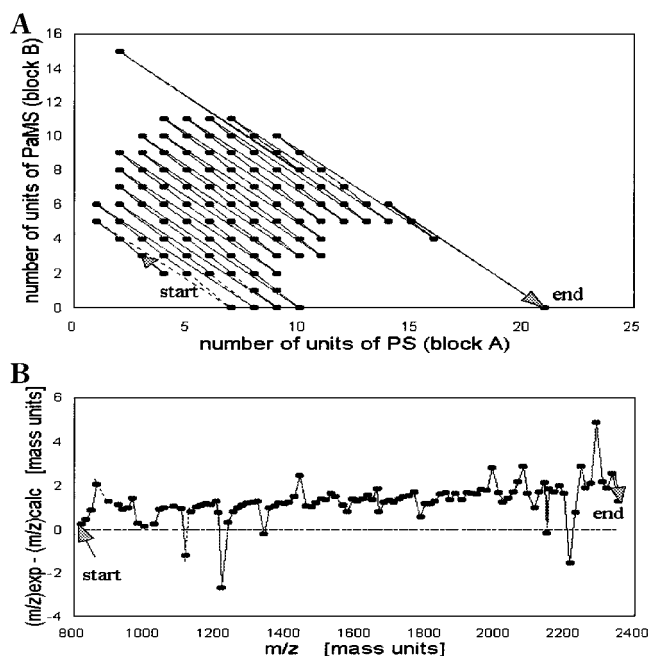 A
16
14
12
10
8
6
4
2
0
number of units of PaMS (block B)
start
end
0 5 10 15 20 25
number of units of PS (block A)
B
6
4
2
0
-2
-4
(m/z)exp - (m/z)calc [mass units]
start
end
800 1000 1200 1400 1600 1800 2000 2200 2400
m/z [mass units]